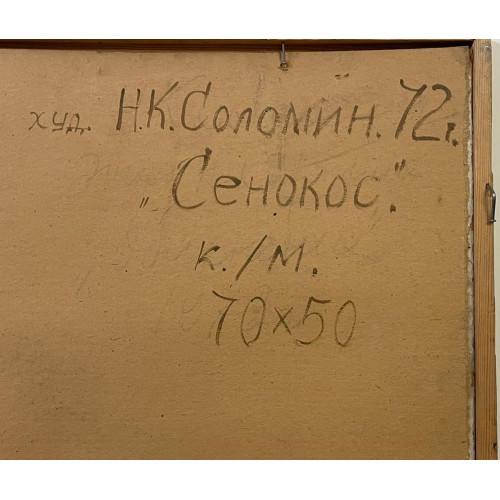 худ. Н.К.Соломин. 72г.
„Сенокос".
к./м.
70×50